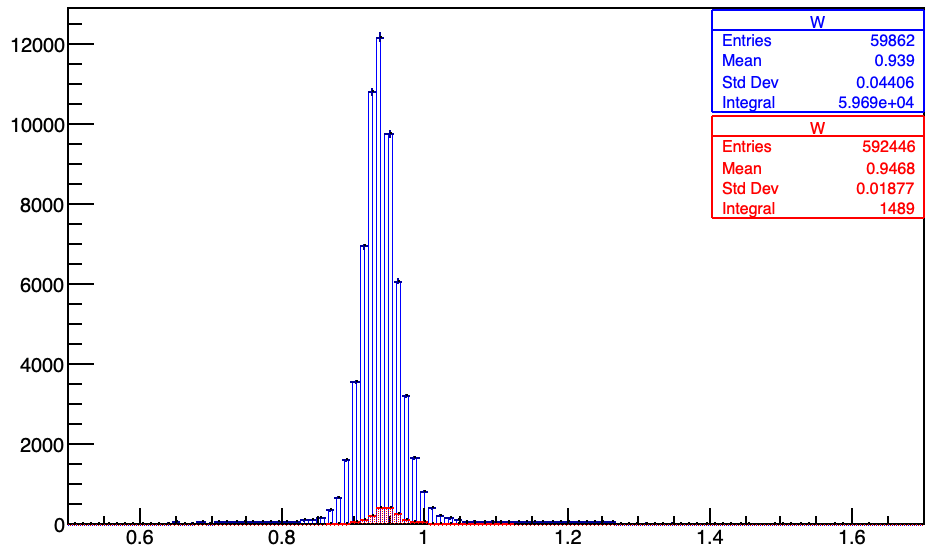 W
Entries 59862
Mean 0.939
Std Dev 0.04406
Integral 5.969e+04
W
Entries 592446
Mean 0.9468
Std Dev 0.01877
Integral 1489
12000
10000
8000
6000
4000
2000
0
0.6 0.8 1 1.2 1.4 1.6